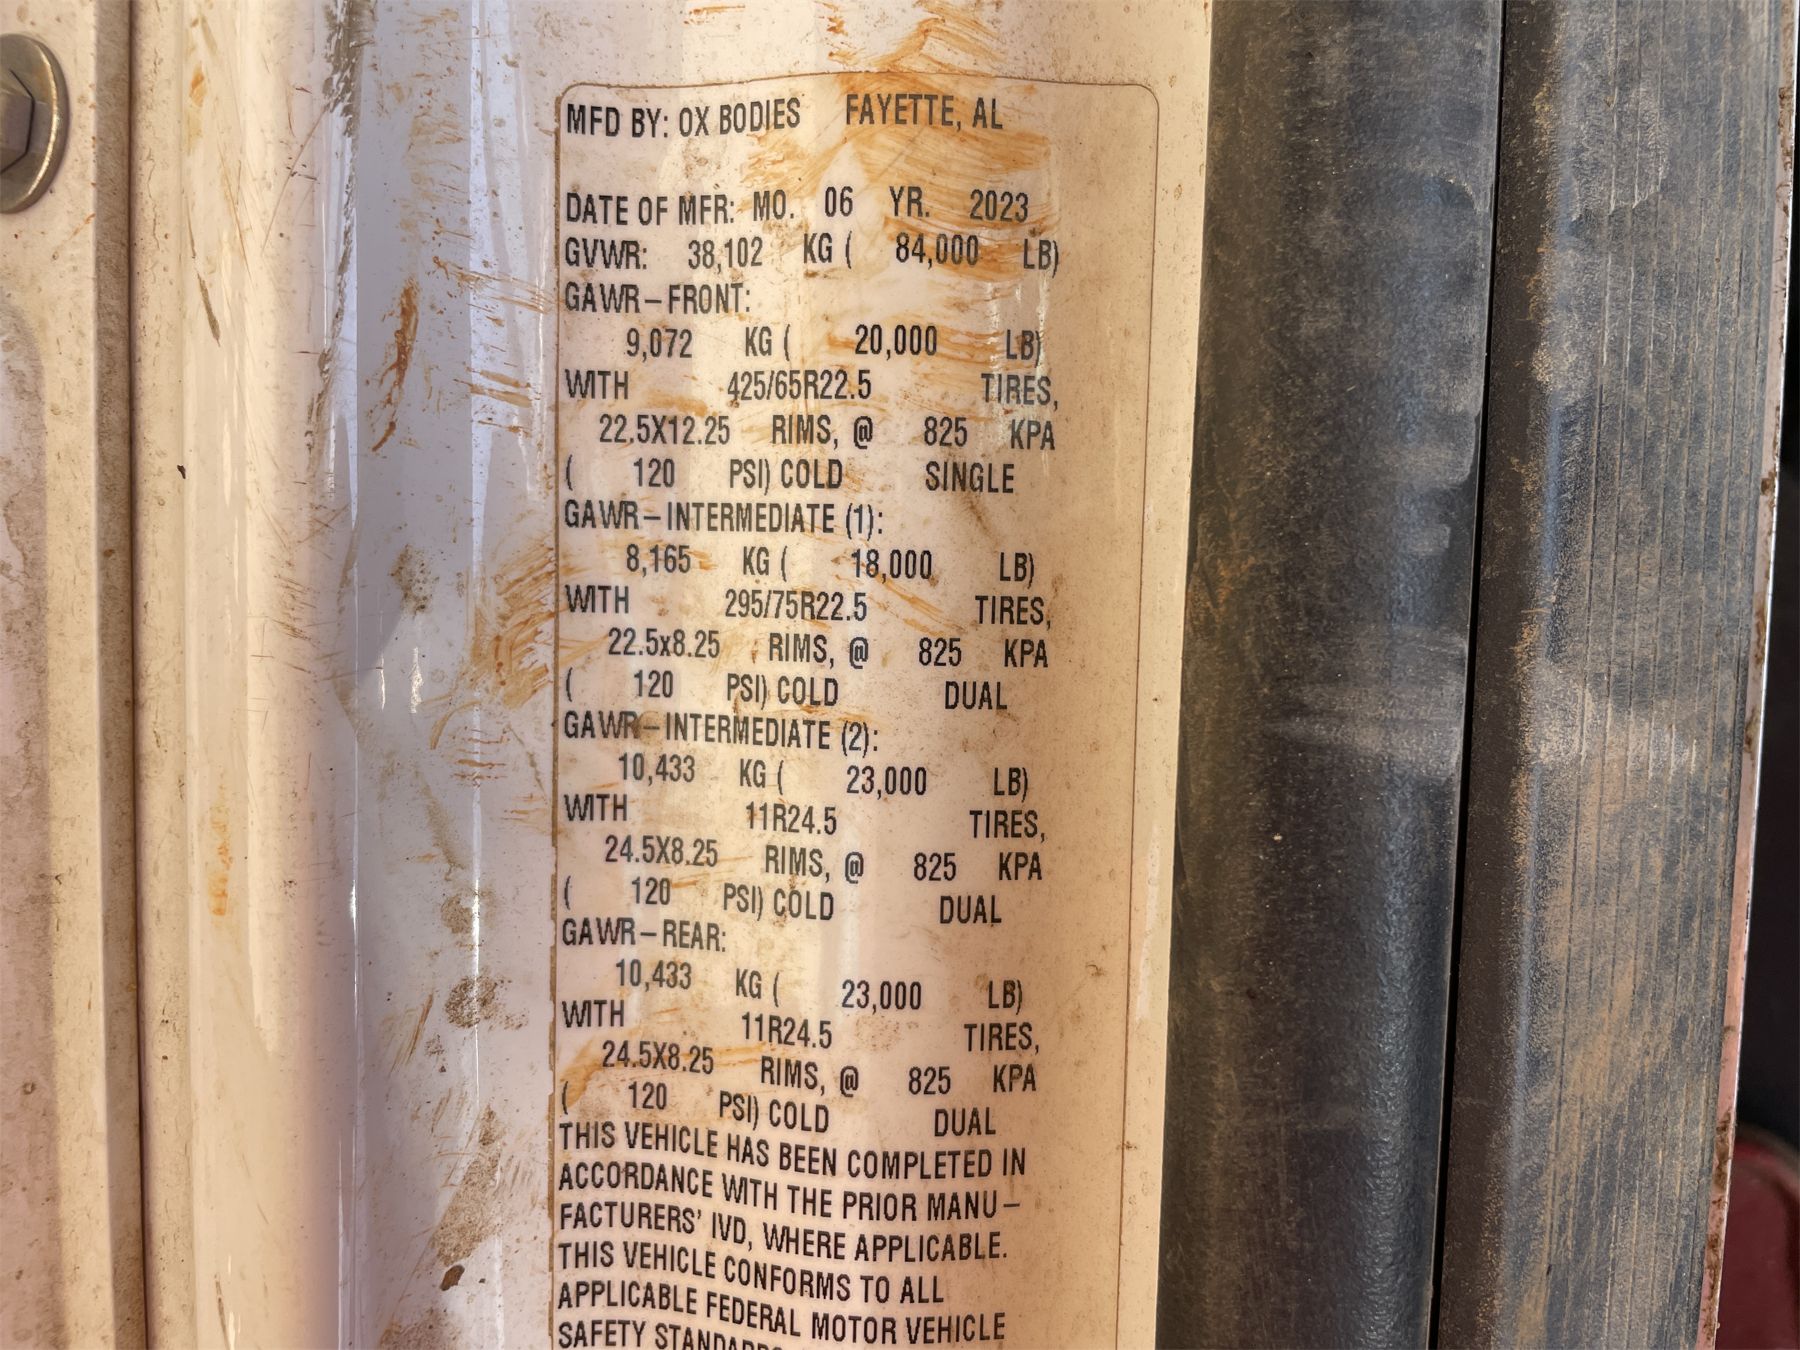 MFD BY: OX BODIES FAYETTE, AL
DATE OF MFR: MO. 06 YR. 2023
GVWR: 38,102 KG ( 84,000 LB)
GAWR–FRONT:
9,072 KG ( 20,000 LB)
WITH 425/65R22.5 TIRES,
22.5X12.25 RIMS, @ 825 KPA
( 120 PSI) COLD SINGLE
GAWR–INTERMEDIATE (1):
8,165 KG ( 18,000 LB)
WITH 295/75R22.5 TIRES,
22.5x8.25 RIMS, @ 825 KPA
( 120 PSI) COLD DUAL
GAWR–INTERMEDIATE (2):
10,433 KG ( 23,000 LB)
WITH 11R24.5 TIRES,
24.5X8.25 RIMS, @ 825 KPA
( 120 PSI) COLD DUAL
GAWR–REAR:
10,433 KG ( 23,000 LB)
WITH 11R24.5 TIRES,
24.5X8.25 RIMS, @ 825 KPA
( 120 PSI) COLD DUAL
THIS VEHICLE HAS BEEN COMPLETED IN
ACCORDANCE WITH THE PRIOR MANU–
FACTURERS' IVD, WHERE APPLICABLE.
THIS VEHICLE CONFORMS TO ALL
APPLICABLE FEDERAL MOTOR VEHICLE
SAFETY